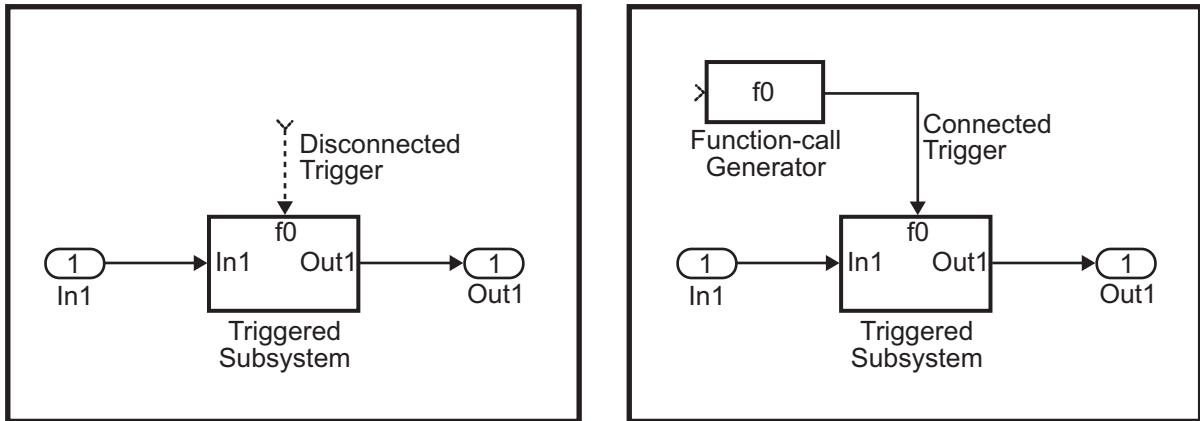 Disconnected
Trigger
f0
1
In1
In1
Out1
1
Out1
Triggered
Subsystem
f0
Function-call
Generator
Connected
Trigger
f0
1
In1
In1
Out1
1
Out1
Triggered
Subsystem